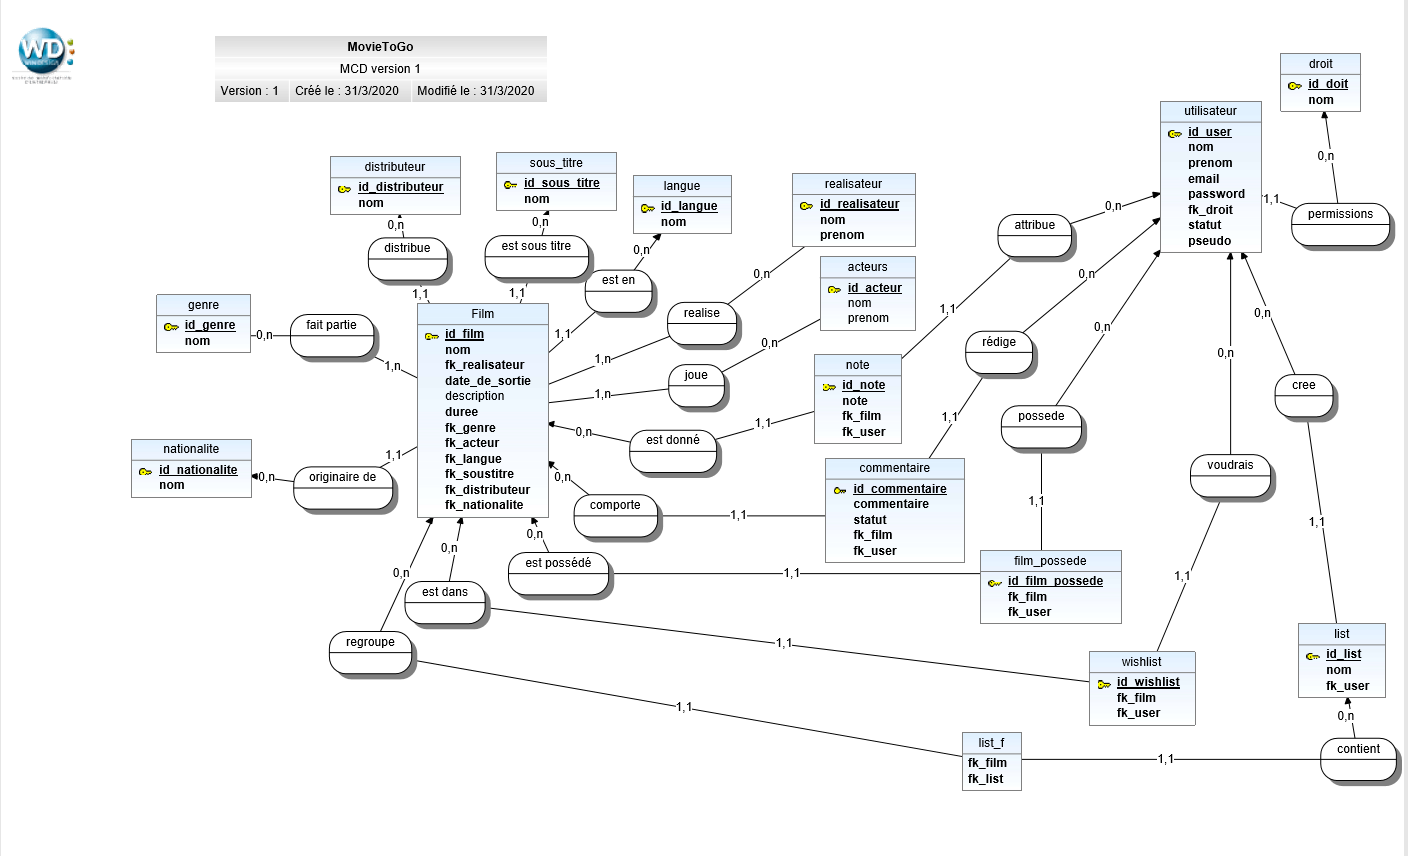 WD:
MovieToGo
MCD version 1
Version : 1 Créé le : 31/3/2020 Modifié le : 31/3/2020
droit
id_doit
nom
0,n
permissions
1,1
utilisateur
id_user
nom
prenom
email
password
fk_droit
statut
pseudo
distributeur
id_distributeur
nom
0,n
distribue
1,1
sous_titre
id_sous_titre
nom
0,n
est sous titre
1,1
langue
id_langue
nom
0,n
est en
1,1
realisateur
id_realisateur
nom
prenom
0,n
realise
1,n
acteurs
id_acteur
nom
prenom
0,n
joue
1,n
genre
id_genre
nom
0,n
fait partie
1,n
Film
id_film
nom
fk_realisateur
date_de_sortie
description
duree
fk_genre
fk_acteur
fk_langue
fk_soustitre
fk_distributeur
fk_nationalite
nationalite
id_nationalite
nom
0,n
originaire de
1,1
attribue
0,n
1,1
note
id_note
note
fk_film
fk_user
0,n
est donné
1,1
rédige
0,n
1,1
commentaire
id_commentaire
commentaire
statut
fk_film
fk_user
0,n
comporte
1,1
possede
0,n
1,1
film_possede
id_film_possede
fk_film
fk_user
0,n
est possédé
1,1
voudrais
0,n
1,1
wishlist
id_wishlist
fk_film
fk_user
0,n
est dans
1,1
cree
0,n
1,1
list
id_list
nom
fk_user
0,n
contient
1,1
list_f
fk_film
fk_list
0,n
regroupe
1,1